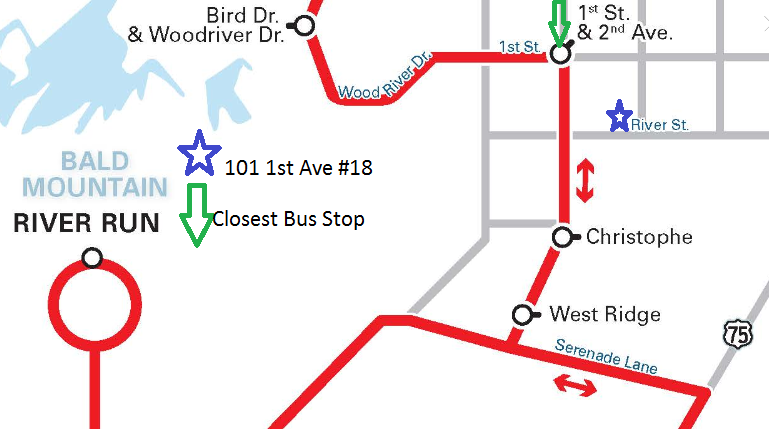 Bird Dr.
& Woodriver Dr.
1st St.
& 2nd Ave.
1st St.
Wood River Dr.
River St.
BALD
MOUNTAIN
101 1st Ave #18
RIVER RUN
Closest Bus Stop
Christophe
West Ridge
75
Serenade Lane